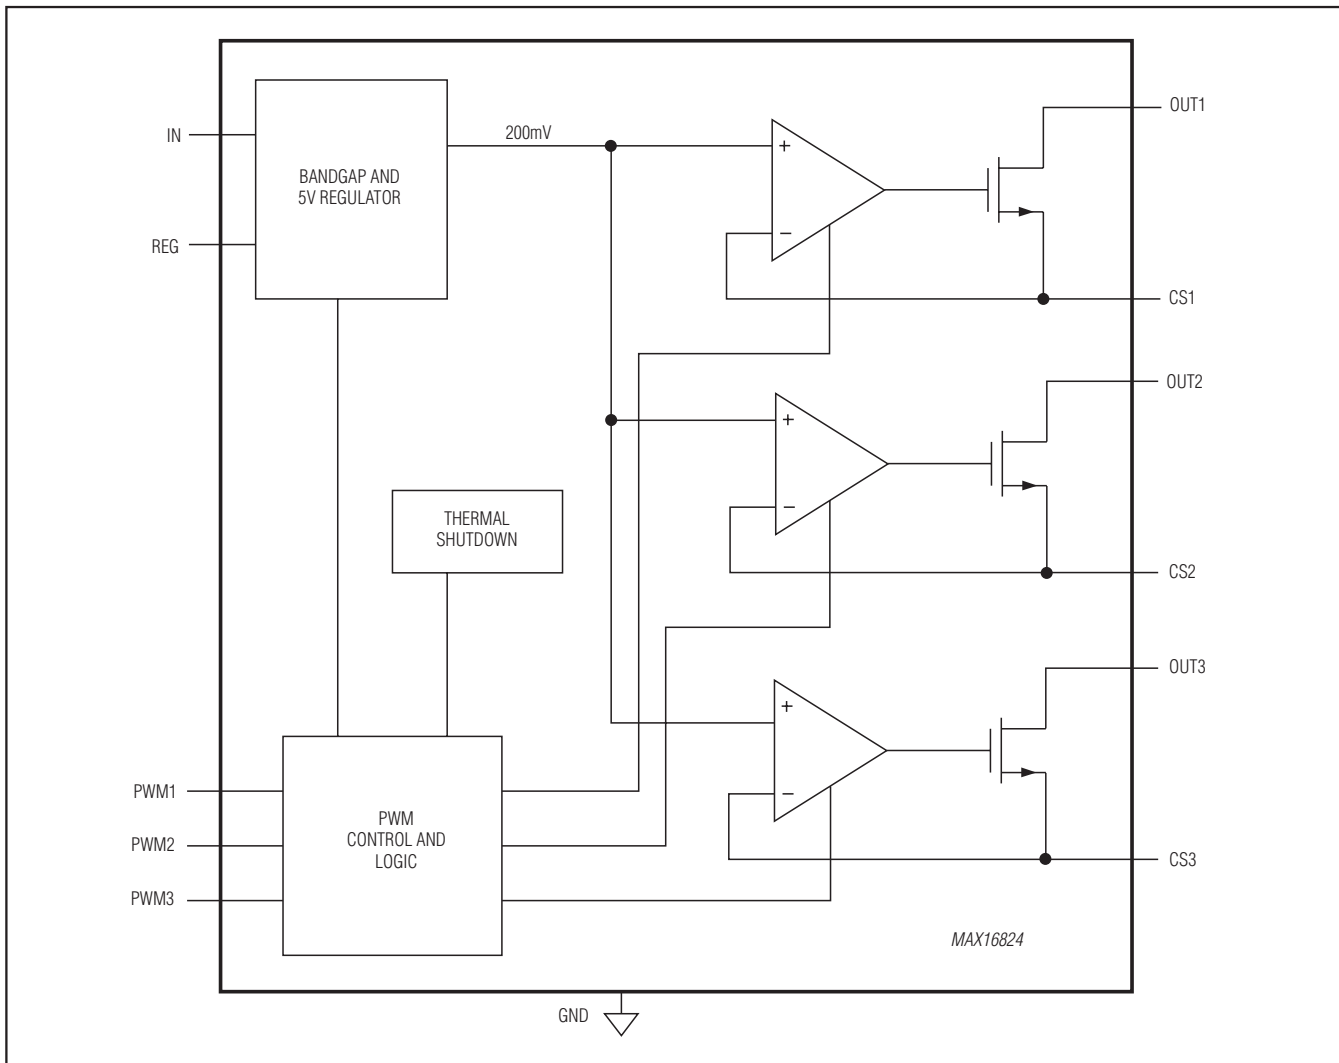 IN
REG
BANDGAP AND
5V REGULATOR
200mV
+
−
OUT1
CS1
+
−
OUT2
CS2
THERMAL
SHUTDOWN
+
−
OUT3
CS3
PWM1
PWM2
PWM3
PWM
CONTROL AND
LOGIC
MAX16824
GND